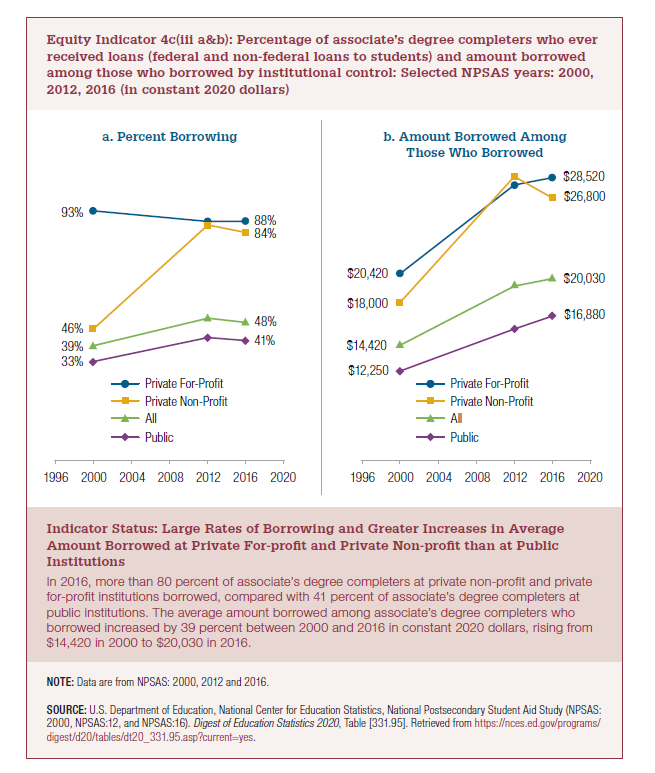 Equity Indicator 4c(iii a&b): Percentage of associate's degree completers who ever
received loans (federal and non-federal loans to students) and amount borrowed
among those who borrowed by institutional control: Selected NPSAS years: 2000,
2012, 2016 (in constant 2020 dollars)
a. Percent Borrowing
93%
88%
84%
46%
39%
33%
48%
41%
Private For-Profit
Private Non-Profit
All
Public
1996 2000 2004 2008 2012 2016 2020
b. Amount Borrowed Among
Those Who Borrowed
$28,520
$26,800
$20,420
$18,000
$20,030
$16,880
$14,420
$12,250
Private For-Profit
Private Non-Profit
All
Public
1996 2000 2004 2008 2012 2016 2020
Indicator Status: Large Rates of Borrowing and Greater Increases in Average
Amount Borrowed at Private For-profit and Private Non-profit than at Public
Institutions
In 2016, more than 80 percent of associate's degree completers at private non-profit and private
for-profit institutions borrowed, compared with 41 percent of associate's degree completers at
public institutions. The average amount borrowed among associate's degree completers who
borrowed increased by 39 percent between 2000 and 2016 in constant 2020 dollars, rising from
$14,420 in 2000 to $20,030 in 2016.
NOTE: Data are from NPSAS: 2000, 2012 and 2016.
SOURCE: U.S. Department of Education, National Center for Education Statistics, National Postsecondary Student Aid Study (NPSAS:
2000, NPSAS:12, and NPSAS:16). Digest of Education Statistics 2020, Table [331.95]. Retrieved from https://nces.ed.gov/programs/
digest/d20/tables/dt20_331.95.asp?current=yes.